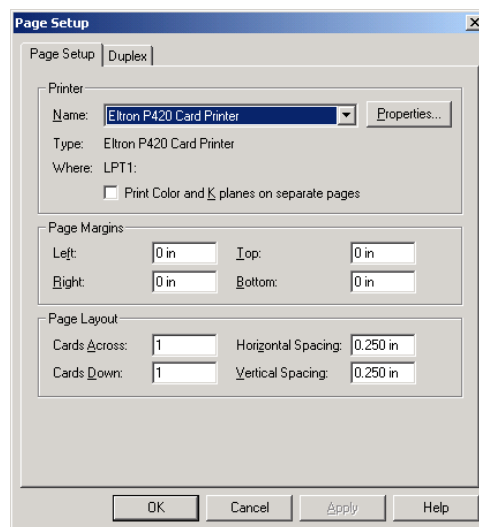 Page Setup
Page Setup Duplex
Printer
Name: Eltron P420 Card Printer Properties...
Type: Eltron P420 Card Printer
Where: LPT1:
Print Color and K planes on separate pages
Page Margins
Left: 0 in Top: 0 in
Right: 0 in Bottom: 0 in
Page Layout
Cards Across: 1 Horizontal Spacing: 0.250 in
Cards Down: 1 Vertical Spacing: 0.250 in
OK Cancel Apply Help